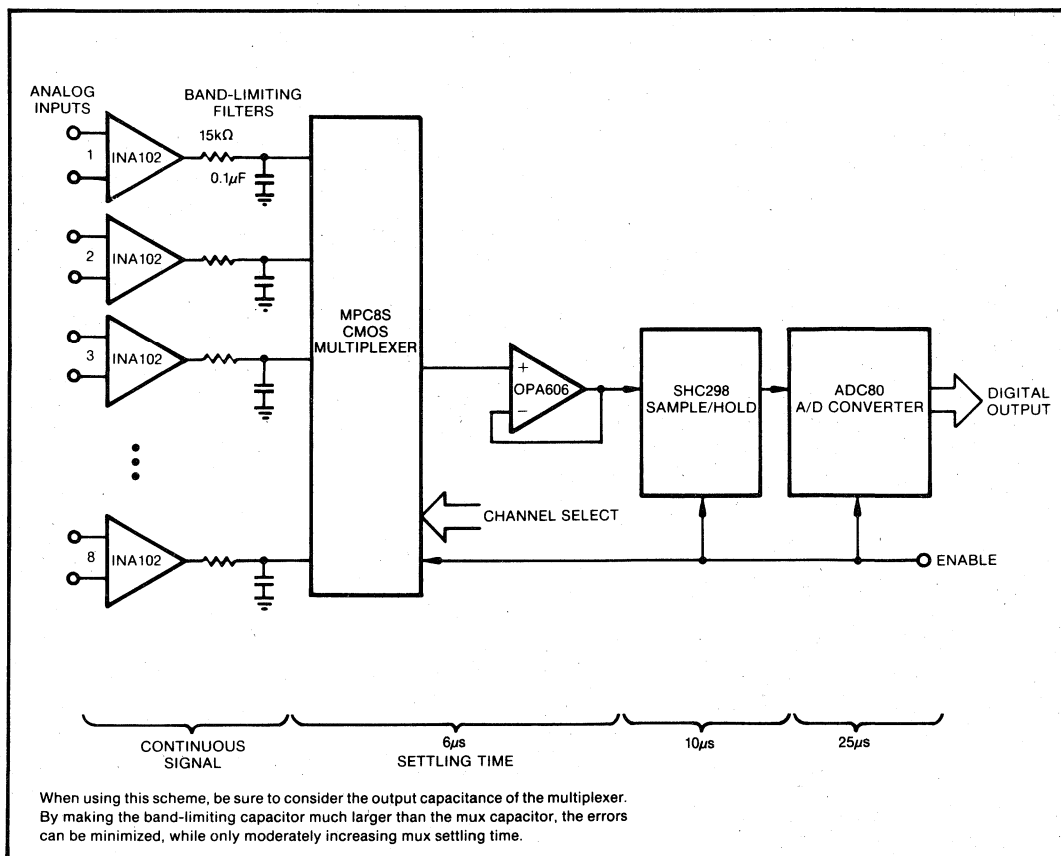 ANALOG
INPUTS
BAND-LIMITING
FILTERS
15kΩ
0.1μF
1
INA102
2
INA102
3
INA102
8
INA102
MPC8S
CMOS
MULTIPLEXER
+
OPA606
−
SHC298
SAMPLE/HOLD
ADC80
A/D CONVERTER
DIGITAL
OUTPUT
CHANNEL SELECT
ENABLE
CONTINUOUS
SIGNAL
6μs
SETTLING TIME
10μs
25μs
When using this scheme, be sure to consider the output capacitance of the multiplexer.
By making the band-limiting capacitor much larger than the mux capacitor, the errors
can be minimized, while only moderately increasing mux settling time.